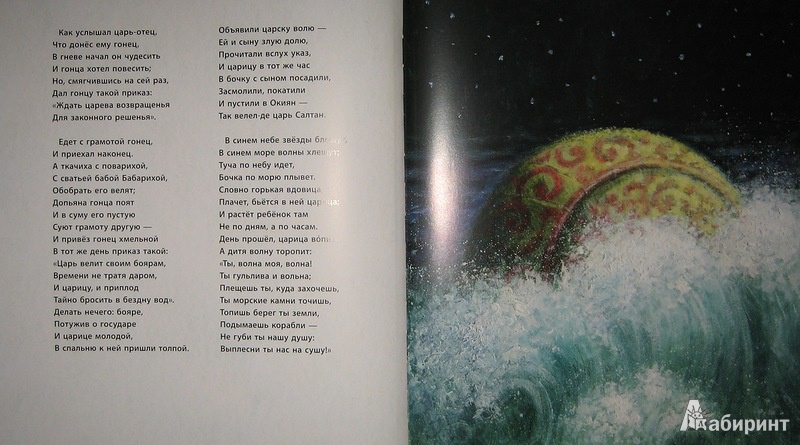 Как услышал царь-отец,
Что донёс ему гонец,
В гневе начал он чудесить
И гонца хотел повесить;
Но, смягчившись на сей раз,
Дал гонцу такой приказ:
«Ждать царева возвращенья
Для законного решенья».
Едет с грамотой гонец,
И приехал наконец.
А ткачиха с поварихой,
С сватьей бабой Бабарихой,
Обобрать его велят;
Допьяна гонца поят
И в суму его пустую
Суют грамоту другую —
И привёз гонец хмельной
В тот же день приказ такой:
«Царь велит своим боярам,
Времени не тратя даром,
И царицу, и приплод
Тайно бросить в бездну вод».
Делать нечего: бояре,
Потужив о государе
И царице молодой,
В спальню к ней пришли толпой.
Объявили царску волю —
Ей и сыну злую долю,
Прочитали вслух указ,
И царицу в тот же час
В бочку с сыном посадили,
Засмолили, покатили
И пустили в Окиян —
Так велел-де царь Салтан.
В синем небе звёзды
В синем море волны
Туча по небу идет,
Бочка по морю плывет.
Словно горькая вдовица
Плачет, бьётся в ней
И растёт ребёнок там
Не по дням, а по часам.
День прошёл, царица
А дитя волну торопит:
«Ты, волна моя, волна!
Ты гульлива и вольна;
Плещешь ты, куда захочешь,
Ты морские камни точишь,
Топишь берег ты земли,
Подымаешь корабли —
Не губи ты нашу душу:
Выплесни ты нас на сушу!»
Лабиринт